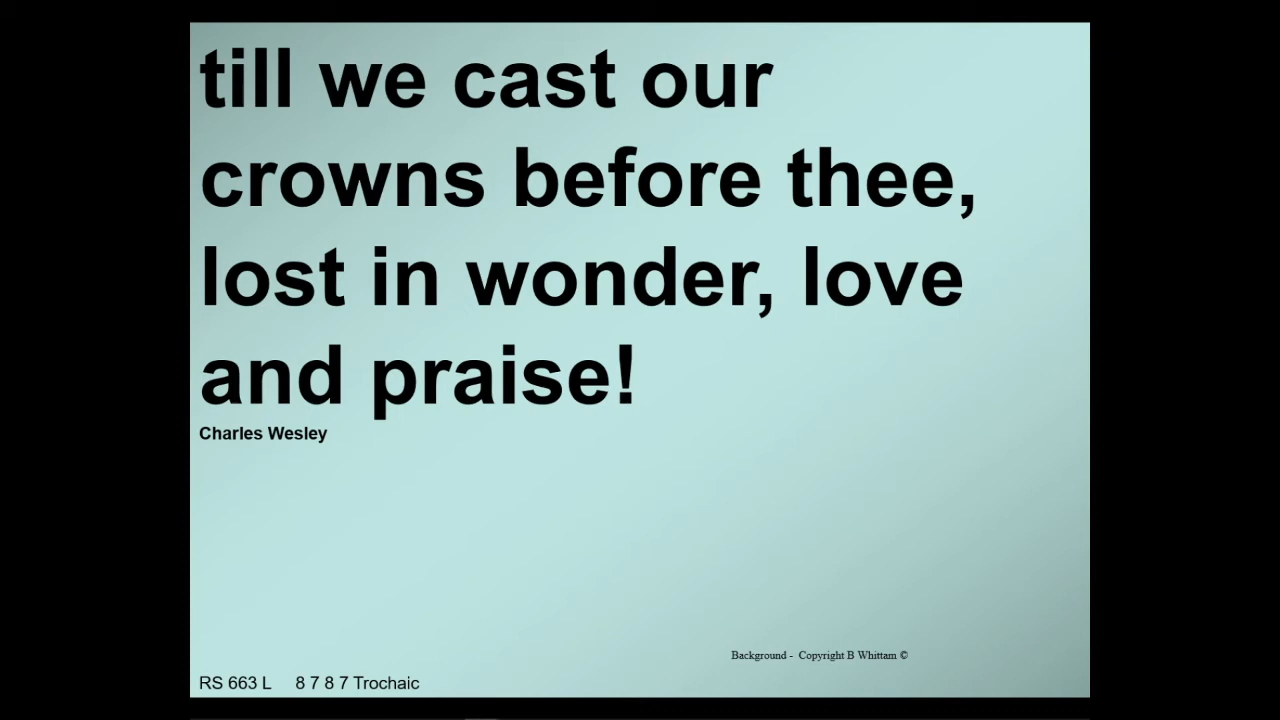 till we cast our
crowns before thee,
lost in wonder, love
and praise!
Charles Wesley
Background - Copyright B Whittam ©
RS 663 L 8 7 8 7 Trochaic